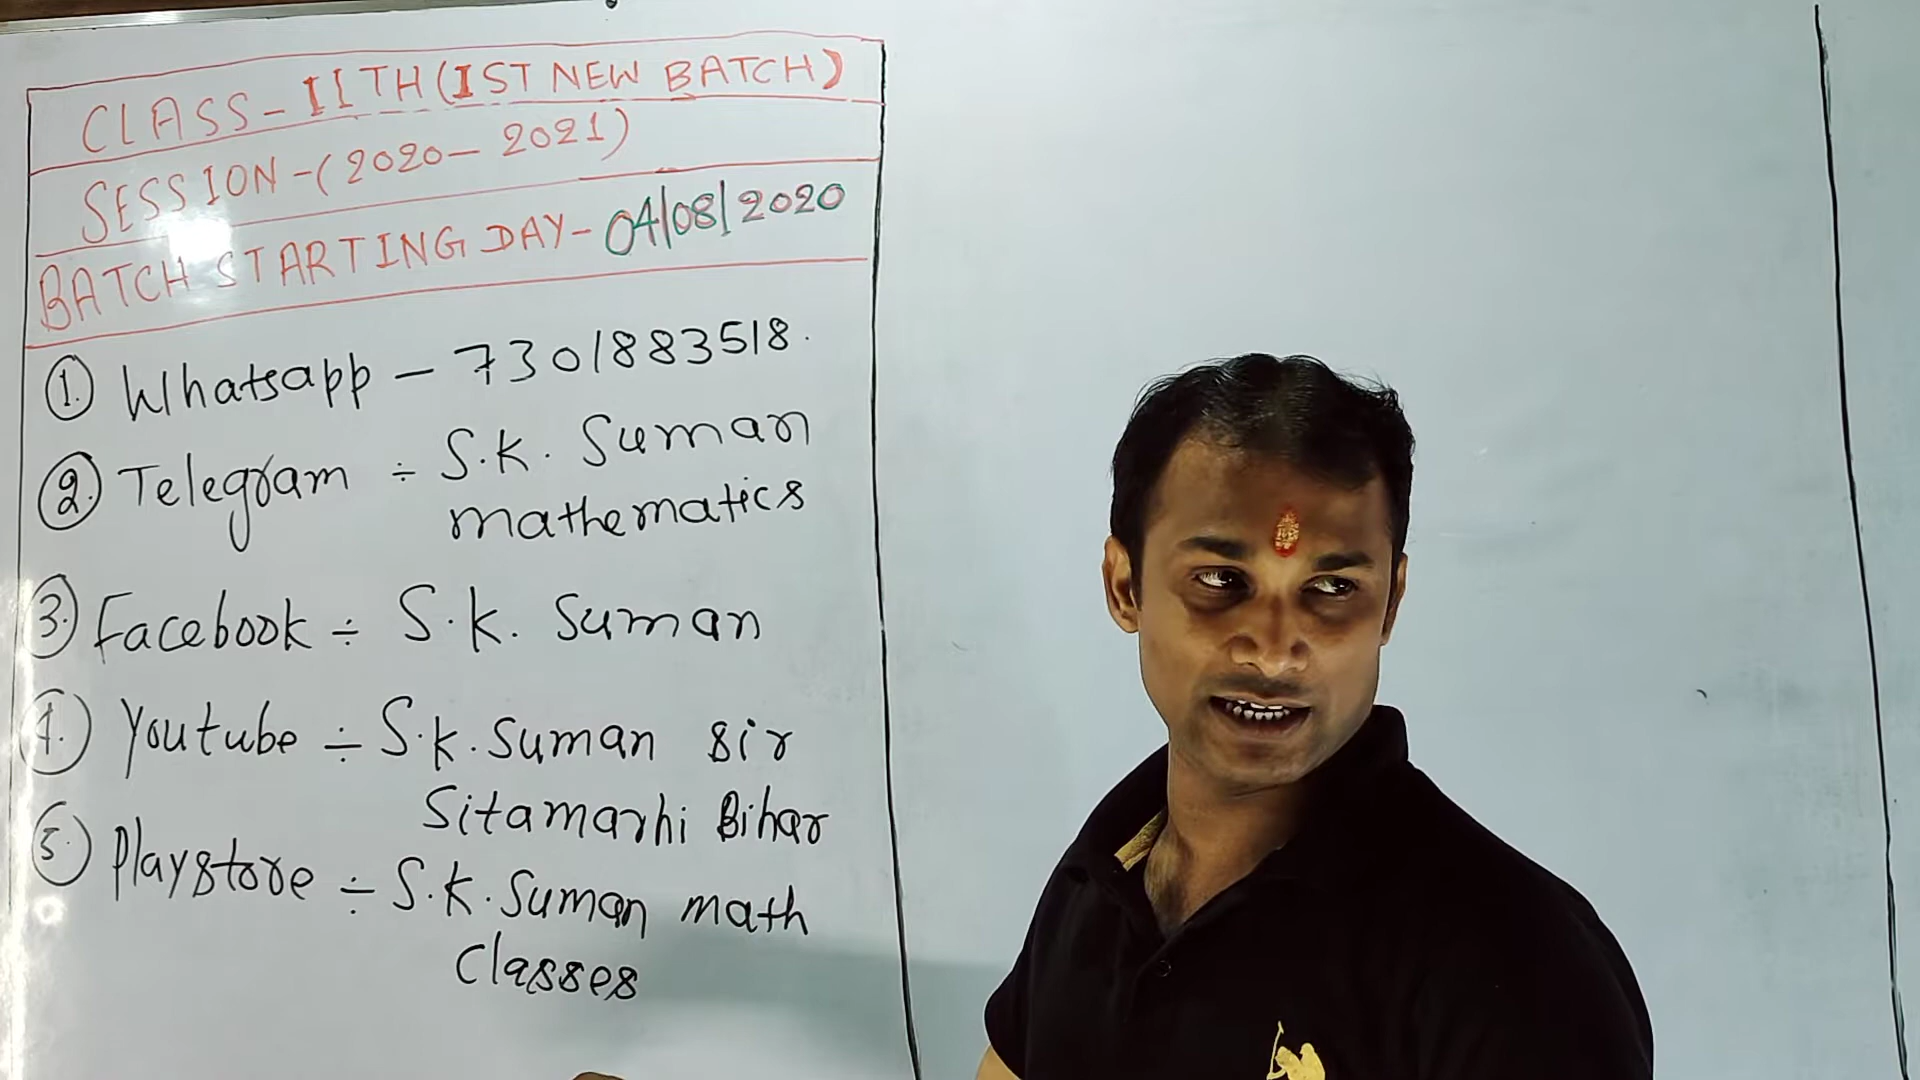 CLASS-11TH(1ST NEW BATCH)
SESSION-(2020-2021)
BATCH STARTING DAY-04/08/2020
1. Whatsapp - 7301883518.
2. Telegram ÷ S.K. Suman
mathematics
3. Facebook ÷ S.K. Suman
4. Youtube ÷ S.K. Suman sir
Sitamarhi Bihar
5. Playstore ÷ S.K. Suman math
Classes